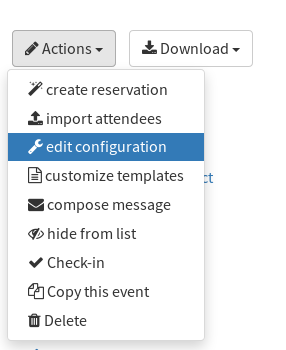 Actions
Download
create reservation
import attendees
edit configuration
customize templates
ct
compose message
hide from list
Check-in
Copy this event
Delete